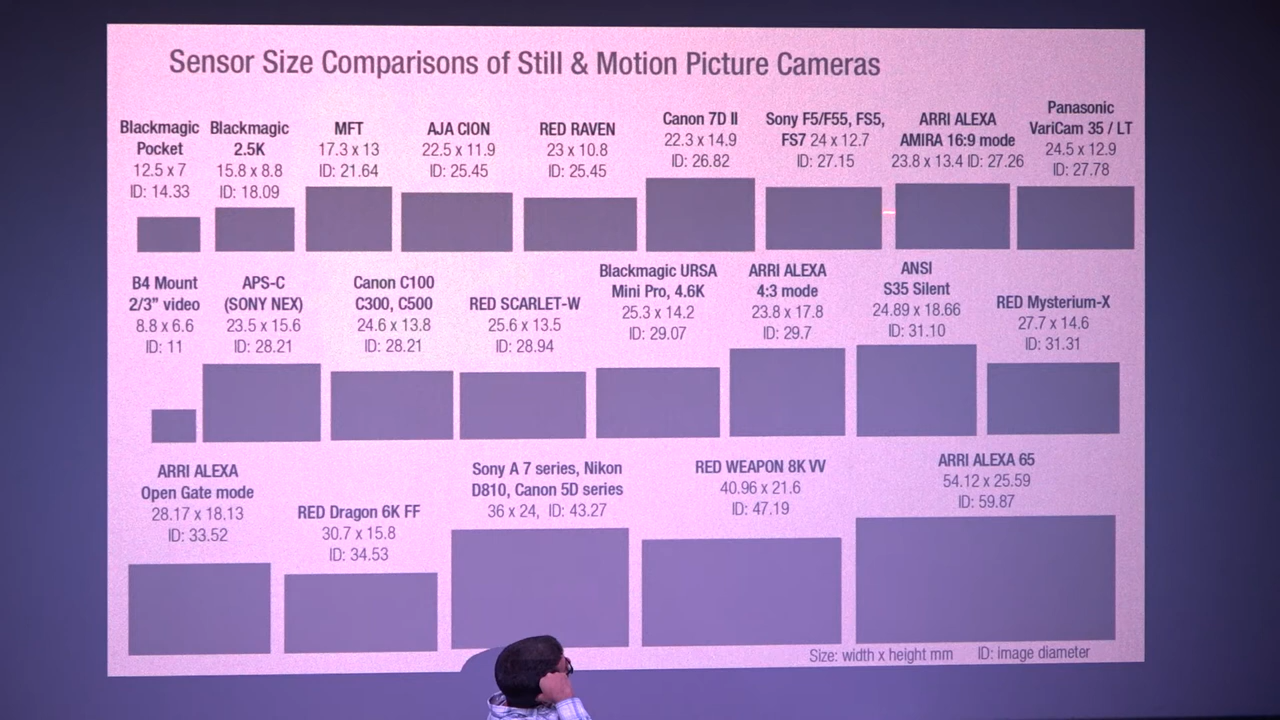 Sensor Size Comparisons of Still & Motion Picture Cameras
Blackmagic
Pocket
12.5 x 7
ID: 14.33
Blackmagic
2.5K
15.8 x 8.8
ID: 18.09
MFT
17.3 x 13
ID: 21.64
AJA CION
22.5 x 11.9
ID: 25.45
RED RAVEN
23 x 10.8
ID: 25.45
Canon 7D II
22.3 x 14.9
ID: 26.82
Sony F5/F55, FS5,
FS7 24 x 12.7
ID: 27.15
ARRI ALEXA
AMIRA 16:9 mode
23.8 x 13.4 ID: 27.26
Panasonic
VariCam 35 / LT
24.5 x 12.9
ID: 27.78
B4 Mount
2/3" video
8.8 x 6.6
ID: 11
APS-C
(SONY NEX)
23.5 x 15.6
ID: 28.21
Canon C100
C300, C500
24.6 x 13.8
ID: 28.21
RED SCARLET-W
25.6 x 13.5
ID: 28.94
Blackmagic URSA
Mini Pro, 4.6K
25.3 x 14.2
ID: 29.07
ARRI ALEXA
4:3 mode
23.8 x 17.8
ID: 29.7
ANSI
S35 Silent
24.89 x 18.66
ID: 31.10
RED Mysterium-X
27.7 x 14.6
ID: 31.31
ARRI ALEXA
Open Gate mode
28.17 x 18.13
ID: 33.52
RED Dragon 6K FF
30.7 x 15.8
ID: 34.53
Sony A 7 series, Nikon
D810, Canon 5D series
36 x 24, ID: 43.27
RED WEAPON 8K VV
40.96 x 21.6
ID: 47.19
ARRI ALEXA 65
54.12 x 25.59
ID: 59.87
Size: width x height mm ID: image diameter